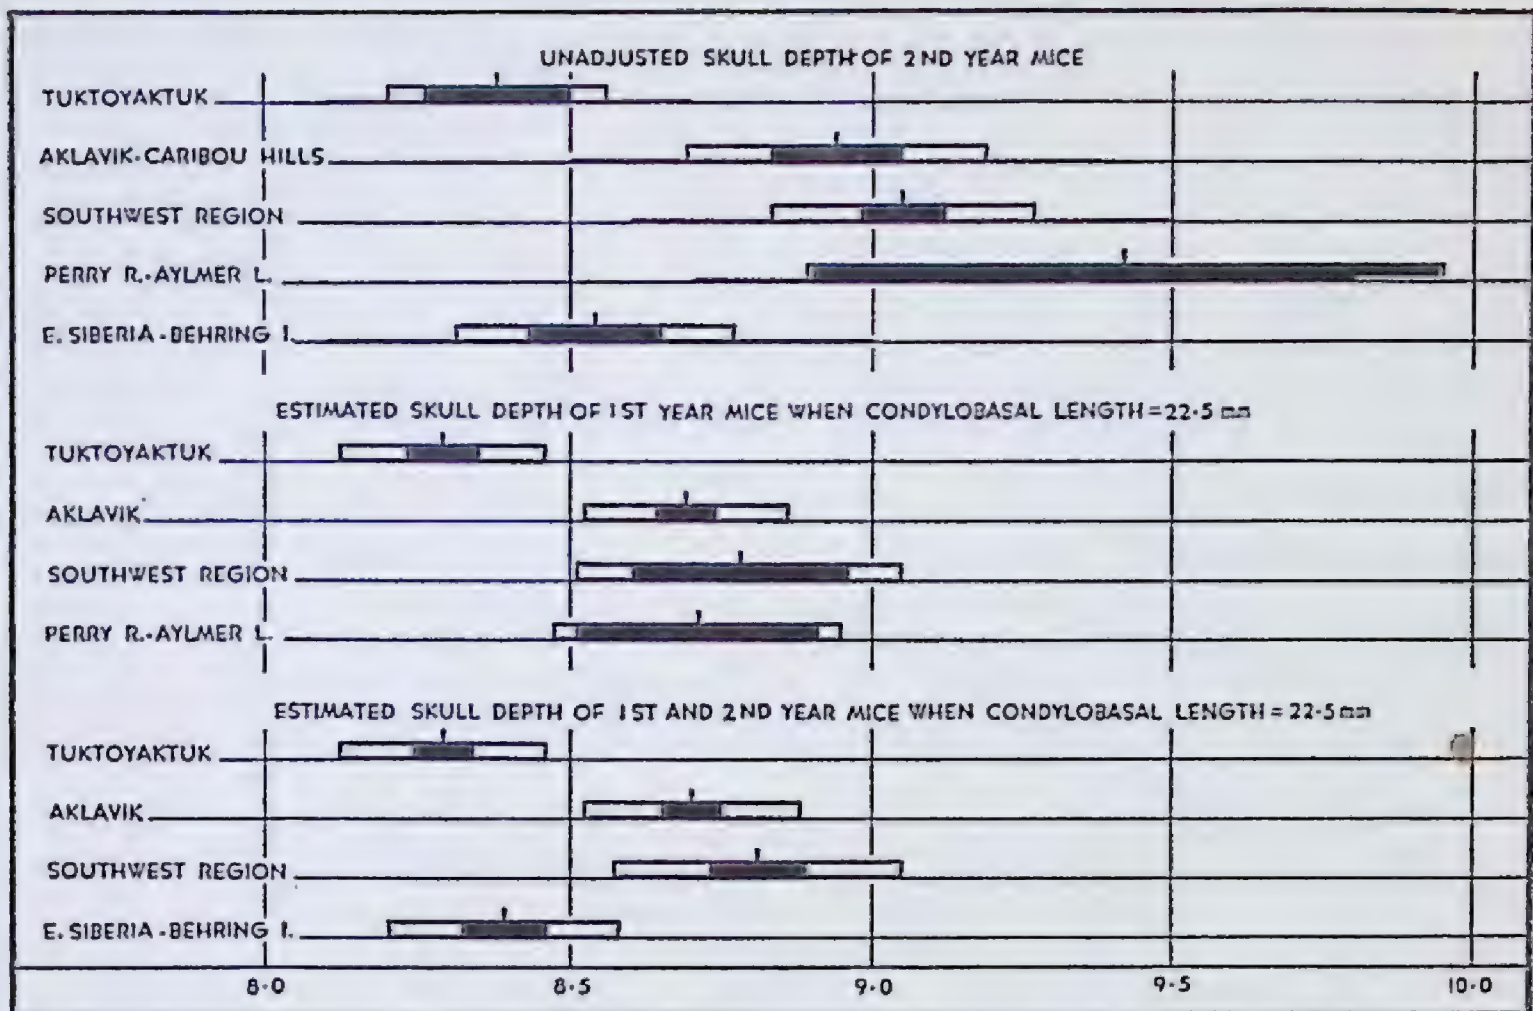 UNADJUSTED SKULL DEPTH OF 2ND YEAR MICE
TUKTOYAKTUK
AKLAVIK-CARIBOU HILLS
SOUTHWEST REGION
PERRY R.-AYLMER L.
E. SIBERIA-BEHRING I.
ESTIMATED SKULL DEPTH OF 1ST YEAR MICE WHEN CONDYLOBASAL LENGTH=22·5 mm
TUKTOYAKTUK
AKLAVIK
SOUTHWEST REGION
PERRY R.-AYLMER L.
ESTIMATED SKULL DEPTH OF 1ST AND 2ND YEAR MICE WHEN CONDYLOBASAL LENGTH=22·5 mm
TUKTOYAKTUK
AKLAVIK
SOUTHWEST REGION
E. SIBERIA-BEHRING I.
8·0 8·5 9·0 9·5 10·0